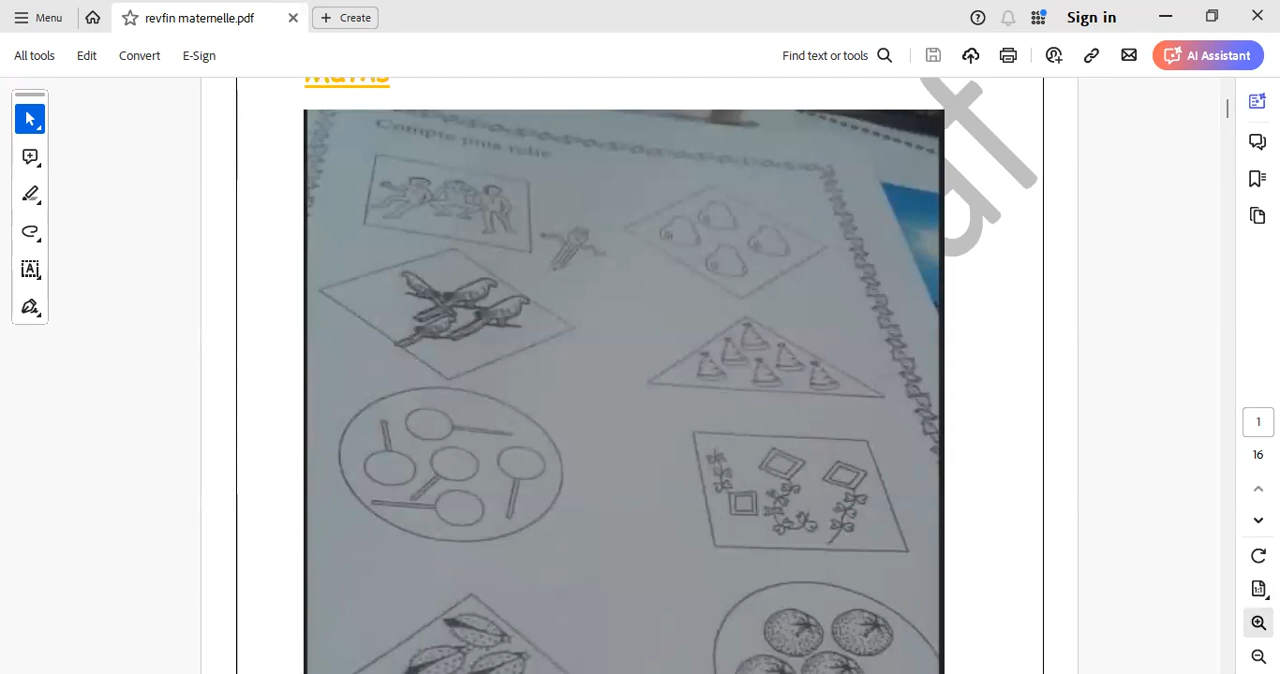 Menu
revfin maternelle.pdf
Create
Sign in
All tools
Edit
Convert
E-Sign
Find text or tools
AI Assistant
Maths
Compte puis relie
1
16